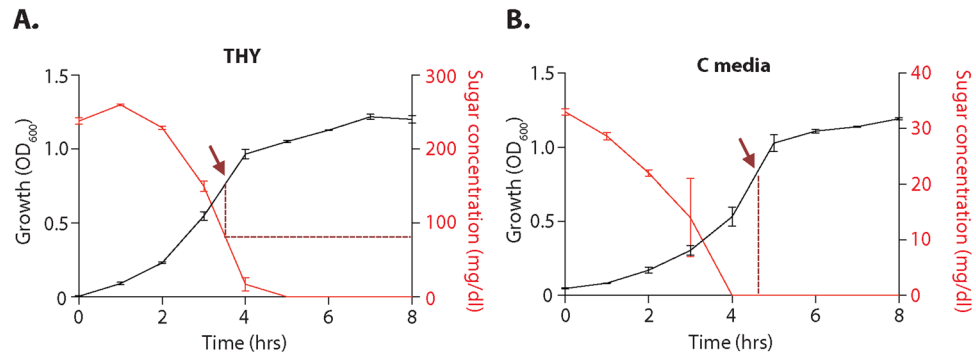 A.
THY
1.5
1.0
0.5
0
Growth (OD600)
300
200
100
0
Sugar concentration (mg/dl)
0
2
4
6
8
Time (hrs)
B.
C media
1.5
1.0
0.5
0
Growth (OD600)
40
30
20
10
0
Sugar concentration (mg/dl)
0
2
4
6
8
Time (hrs)